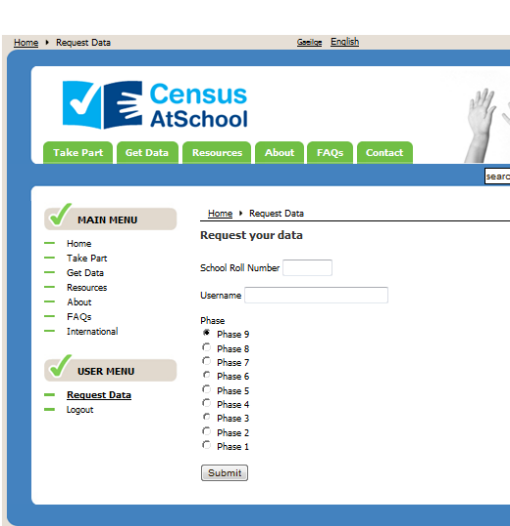 Home Request Data
Gaeilge English
Census
AtSchool
Take Part Get Data Resources About FAQs Contact
searc
MAIN MENU
Home
Take Part
Get Data
Resources
About
FAQs
International
USER MENU
Request Data
Logout
Home Request Data
Request your data
School Roll Number
Username
Phase
Phase 9
Phase 8
Phase 7
Phase 6
Phase 5
Phase 4
Phase 3
Phase 2
Phase 1
Submit